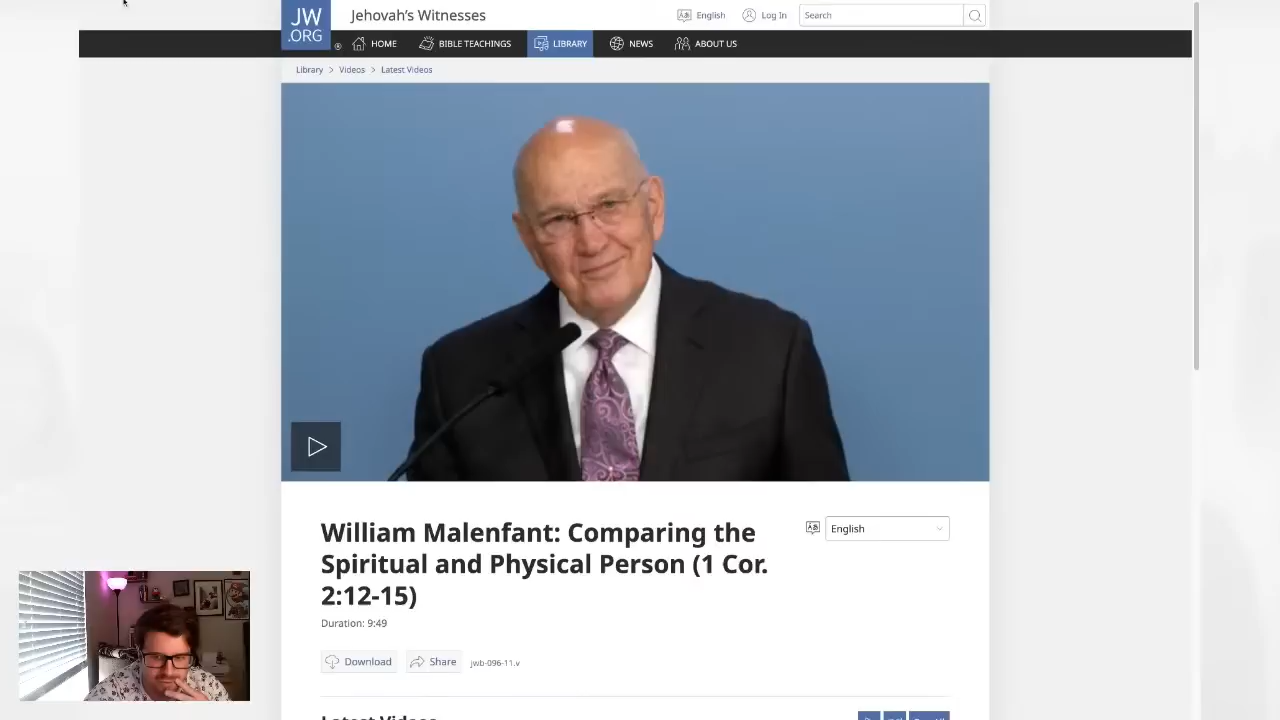 JW
.ORG
®
Jehovah's Witnesses
English
Log In
Search
HOME
BIBLE TEACHINGS
LIBRARY
NEWS
ABOUT US
Library > Videos > Latest Videos
William Malenfant: Comparing the
Spiritual and Physical Person (1 Cor.
2:12-15)
English
Duration: 9:49
Download
Share
jwb-096-11.v
Latest Videos